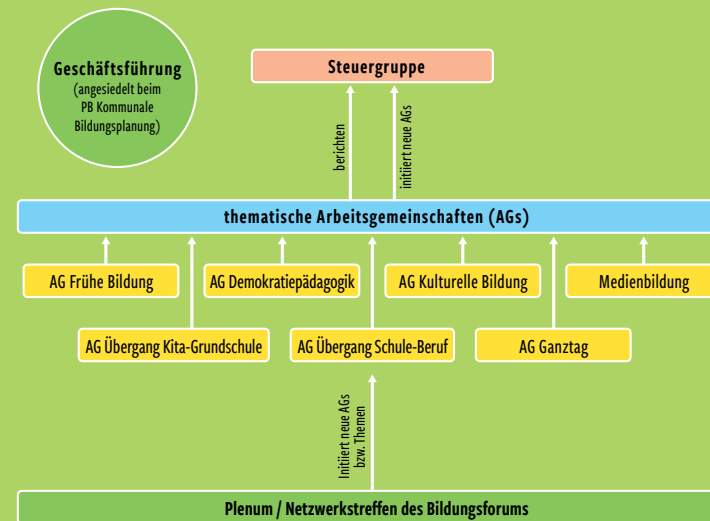 Geschäftsführung
(angesiedelt beim
PB Kommunale
Bildungsplanung)
Steuergruppe
berichten
initiiert neue AGs
thematische Arbeitsgemeinschaften (AGs)
AG Frühe Bildung
AG Demokratiepädagogik
AG Kulturelle Bildung
Medienbildung
AG Übergang Kita-Grundschule
AG Übergang Schule-Beruf
AG Ganztag
Initiiert neue AGs
bzw. Themen
Plenum / Netzwerkstreffen des Bildungsforums